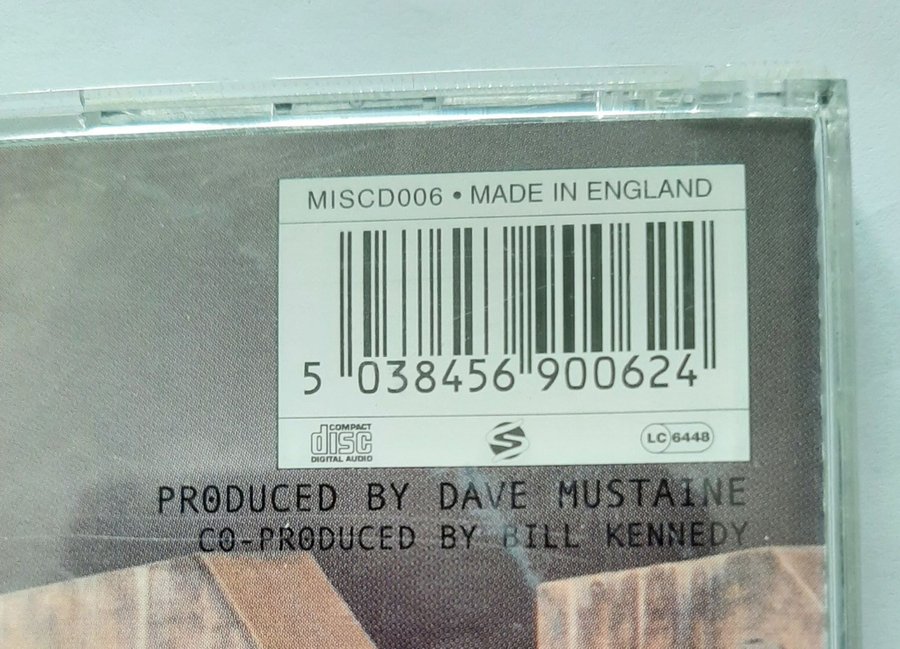 MISCD006 • MADE IN ENGLAND
5 038456 900624
COMPACT
disc
DIGITAL AUDIO
S
LC 6448
PRODUCED BY DAVE MUSTAINE
CO-PRODUCED BY BILL KENNEDY